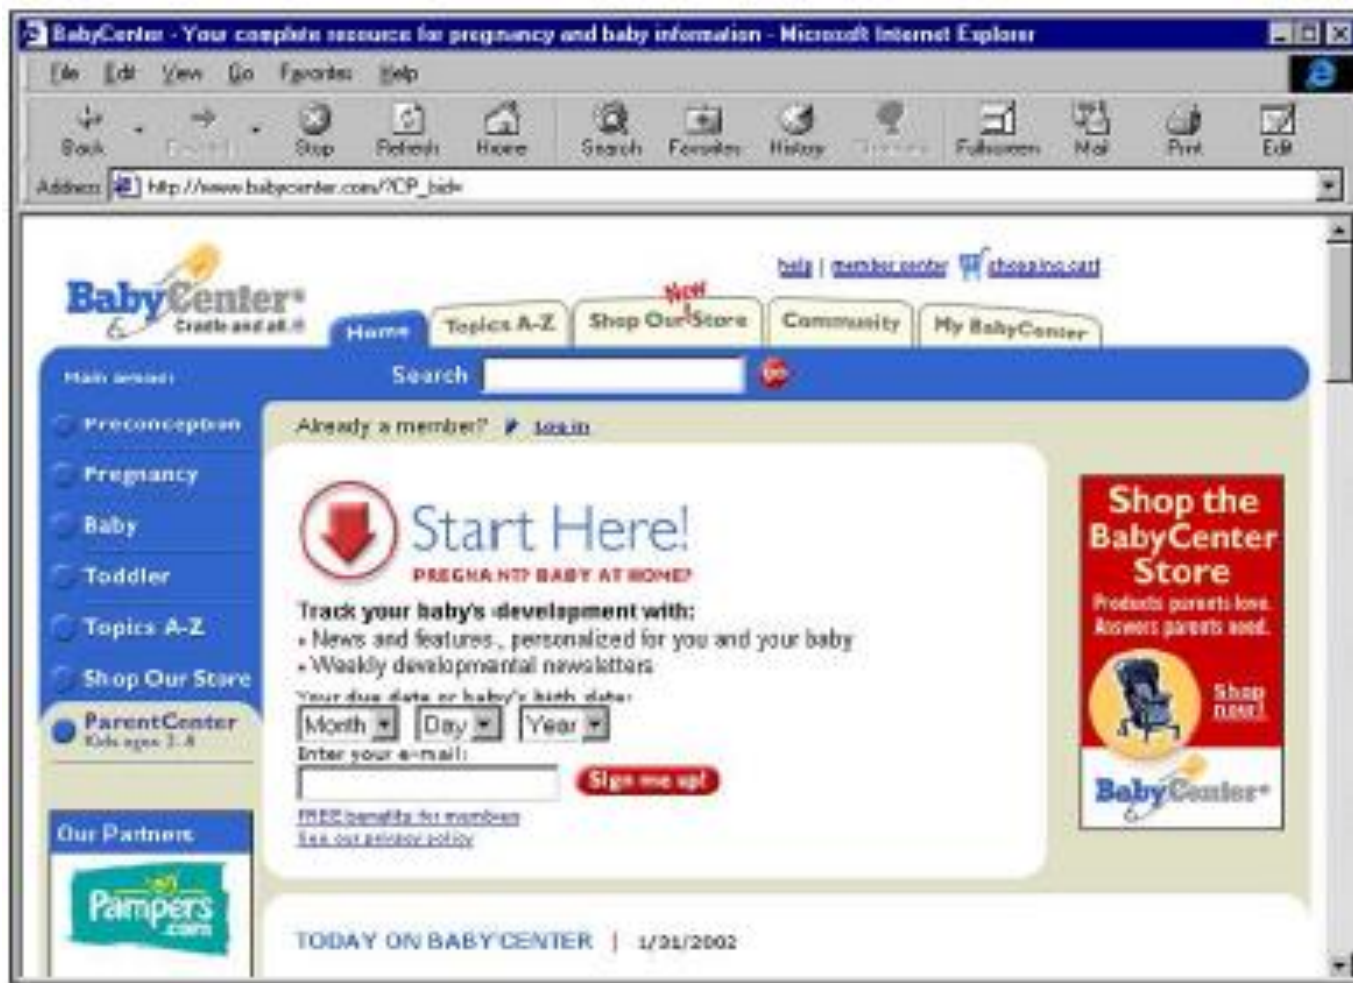 BabyCenter - Your complete resource for pregnancy and baby information - Microsoft Internet Explorer
File Edit View Go Favorites Help
Back Forward Stop Refresh Home Search Favorites History Channels Fullscreen Mail Print Edit
Address http://www.babycenter.com/?CP_bid=
help | member center shopping cart
BabyCenter®
Cradle and all.®
Home Topics A-Z Shop Our Store New Community My BabyCenter
Search Go
Preconception
Pregnancy
Baby
Toddler
Topics A-Z
Shop Our Store
ParentCenter
Kids ages 2-8
Our Partners
Pampers
.com
Already a member? Log in
Start Here!
PREGNANT? BABY AT HOME?
Track your baby's development with:
• News and features, personalized for you and your baby
• Weekly developmental newsletters
Your due date or baby's birth date:
Month Day Year
Enter your e-mail:
Sign me up!
FREE benefits for members
See our privacy policy
TODAY ON BABYCENTER | 1/31/2002
Shop the
BabyCenter
Store
Products parents love.
Answers parents need.
Shop
now!
BabyCenter®